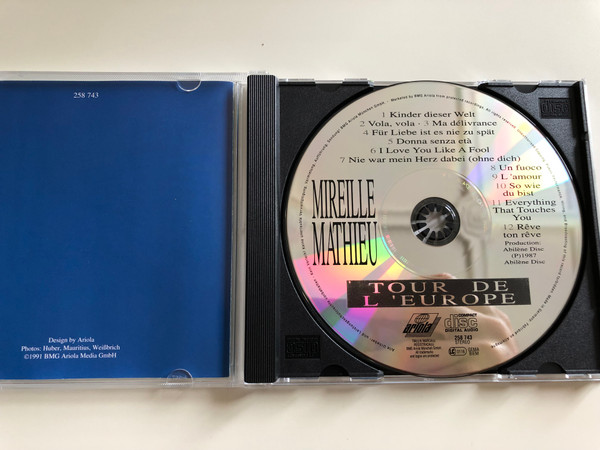 258 743
Design by Ariola
Photos: Huber, Mauritius, Weißbrich
©1991 BMG Ariola Media GmbH
1 Kinder dieser Welt
2 Vola, vola · 3 Ma délivrance
4 Für Liebe ist es nie zu spät
5 Donna senza età
6 I Love You Like A Fool
7 Nie war mein Herz dabei (ohne dich)
8 Un fuoco
9 L'amour
10 So wie
du bist
11 Everything
That Touches
You
12 Rêve
ton rêve
Production:
Abilène Disc
(P)1987
Abilène Disc
MIREILLE
MATHIEU
TOUR DE
L'EUROPE
ariola
COMPACT
disc
DIGITAL AUDIO
258 743
STEREO